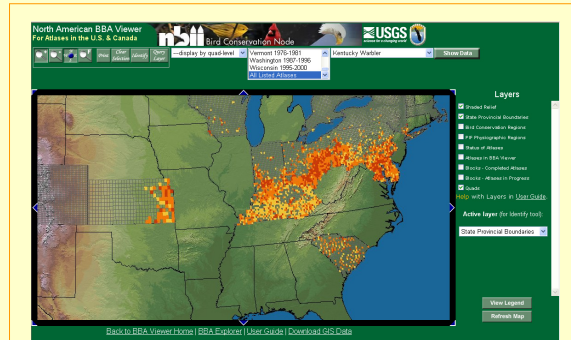 North American BBA Viewer
For Atlases in the U.S. & Canada
nbii
Bird Conservation Node
USGS
science for a changing world
Print
Clear Selection
Identify
Query Layer
---display by quad-level
Vermont 1976-1981
Washington 1987-1996
Wisconsin 1995-2000
All Listed Atlases
Kentucky Warbler
Show Data
Layers
Shaded Relief
State Provincial Boundaries
Bird Conservation Regions
PIF Physiographic Regions
Status of Atlases
Atlases in BBA Viewer
Blocks - Completed Atlases
Blocks - Atlases in Progress
Quads
Help with Layers in User Guide.
Active layer (for Identify tool):
State Provincial Boundaries
View Legend
Refresh Map
Back to BBA Viewer Home | BBA Explorer | User Guide | Download GIS Data